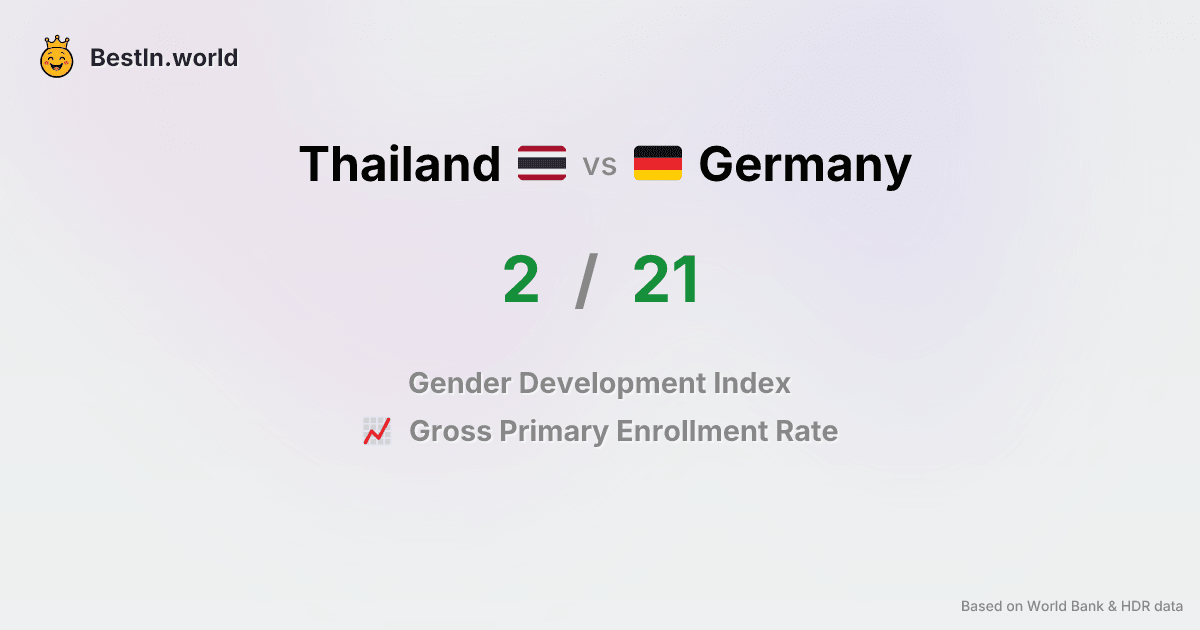 BestIn.world
Thailand vs Germany
2 / 21
Gender Development Index
Gross Primary Enrollment Rate
Based on World Bank & HDR data